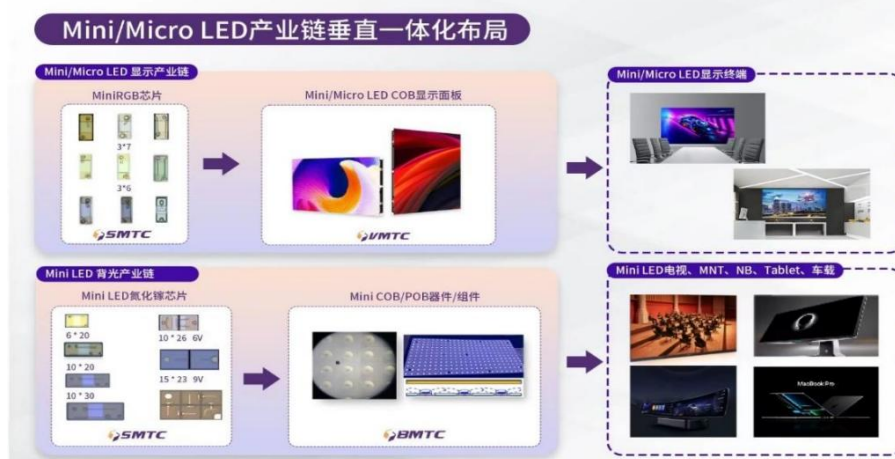 Mini/Micro LED产业链垂直一体化布局
Mini/Micro LED 显示产业链
MiniRGB芯片
3*7
3*6
SMTC
Mini/Micro LED COB显示面板
VMTC
Mini/Micro LED显示终端
Mini LED 背光产业链
Mini LED氮化镓芯片
6 * 20
10 * 26 6V
10 * 20
15 * 23 9V
10 * 30
SMTC
Mini COB/POB器件/组件
BMTC
Mini LED电视、MNT、NB、Tablet、车载
MacBook Pro